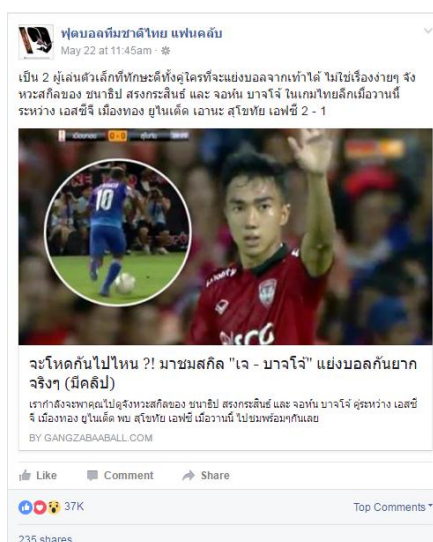 ฟุตบอลทีมชาติไทย แฟนคลับ
May 22 at 11:45am
เป็น 2 ผู้เล่นตัวเล็กที่ทักษะดีทั้งคู่ใครที่จะแย่งบอลจากเท้าได้ ไม่ใช่เรื่องง่ายๆ จัง
หวะสกิลของ ชนาธิป สรงกระสินธ์ และ จอห์น บาจโจ้ ในเกมไทยลีกเมื่อวานนี้
ระหว่าง เอสซีจี เมืองทอง ยูไนเต็ด เอานะ สุโขทัย เอฟซี 2 - 1
เมืองทอง 0-0 สุโขทัย
10
SCG
จะโหดกันไปไหน ?! มาชมสกิล "เจ - บาจโจ้" แย่งบอลกันยาก
จริงๆ (มีคลิป)
เรากำลังจะพาคุณไปดูจังหวะสกิลของ ชนาธิป สรงกระสินธ์ และ จอห์น บาจโจ้ คู่ระหว่าง เอสซี
จี เมืองทอง ยูไนเต็ด พบ สุโขทัย เอฟซี เมื่อวานนี้ ไปชมพร้อมๆกันเลย
BY GANGZABAABALL.COM
Like Comment Share
37K Top Comments
235 shares